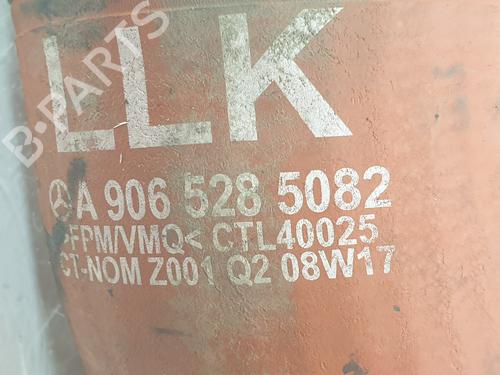 LLK
A 906 528 5082
>FPM/VMQ< CTL40025
CT-NOM Z001 Q2 08W17
B-PARTS